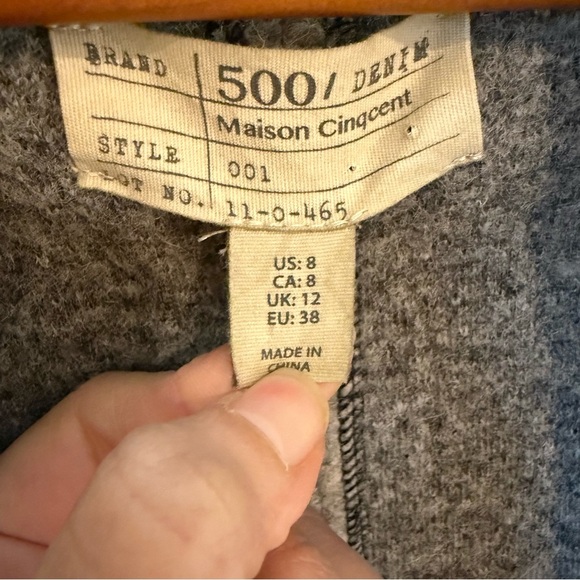 BRAND 500/ DENIM
Maison Cinqcent
STYLE 001
LOT NO. 11-0-465
US: 8
CA: 8
UK: 12
EU: 38
MADE IN
CHINA